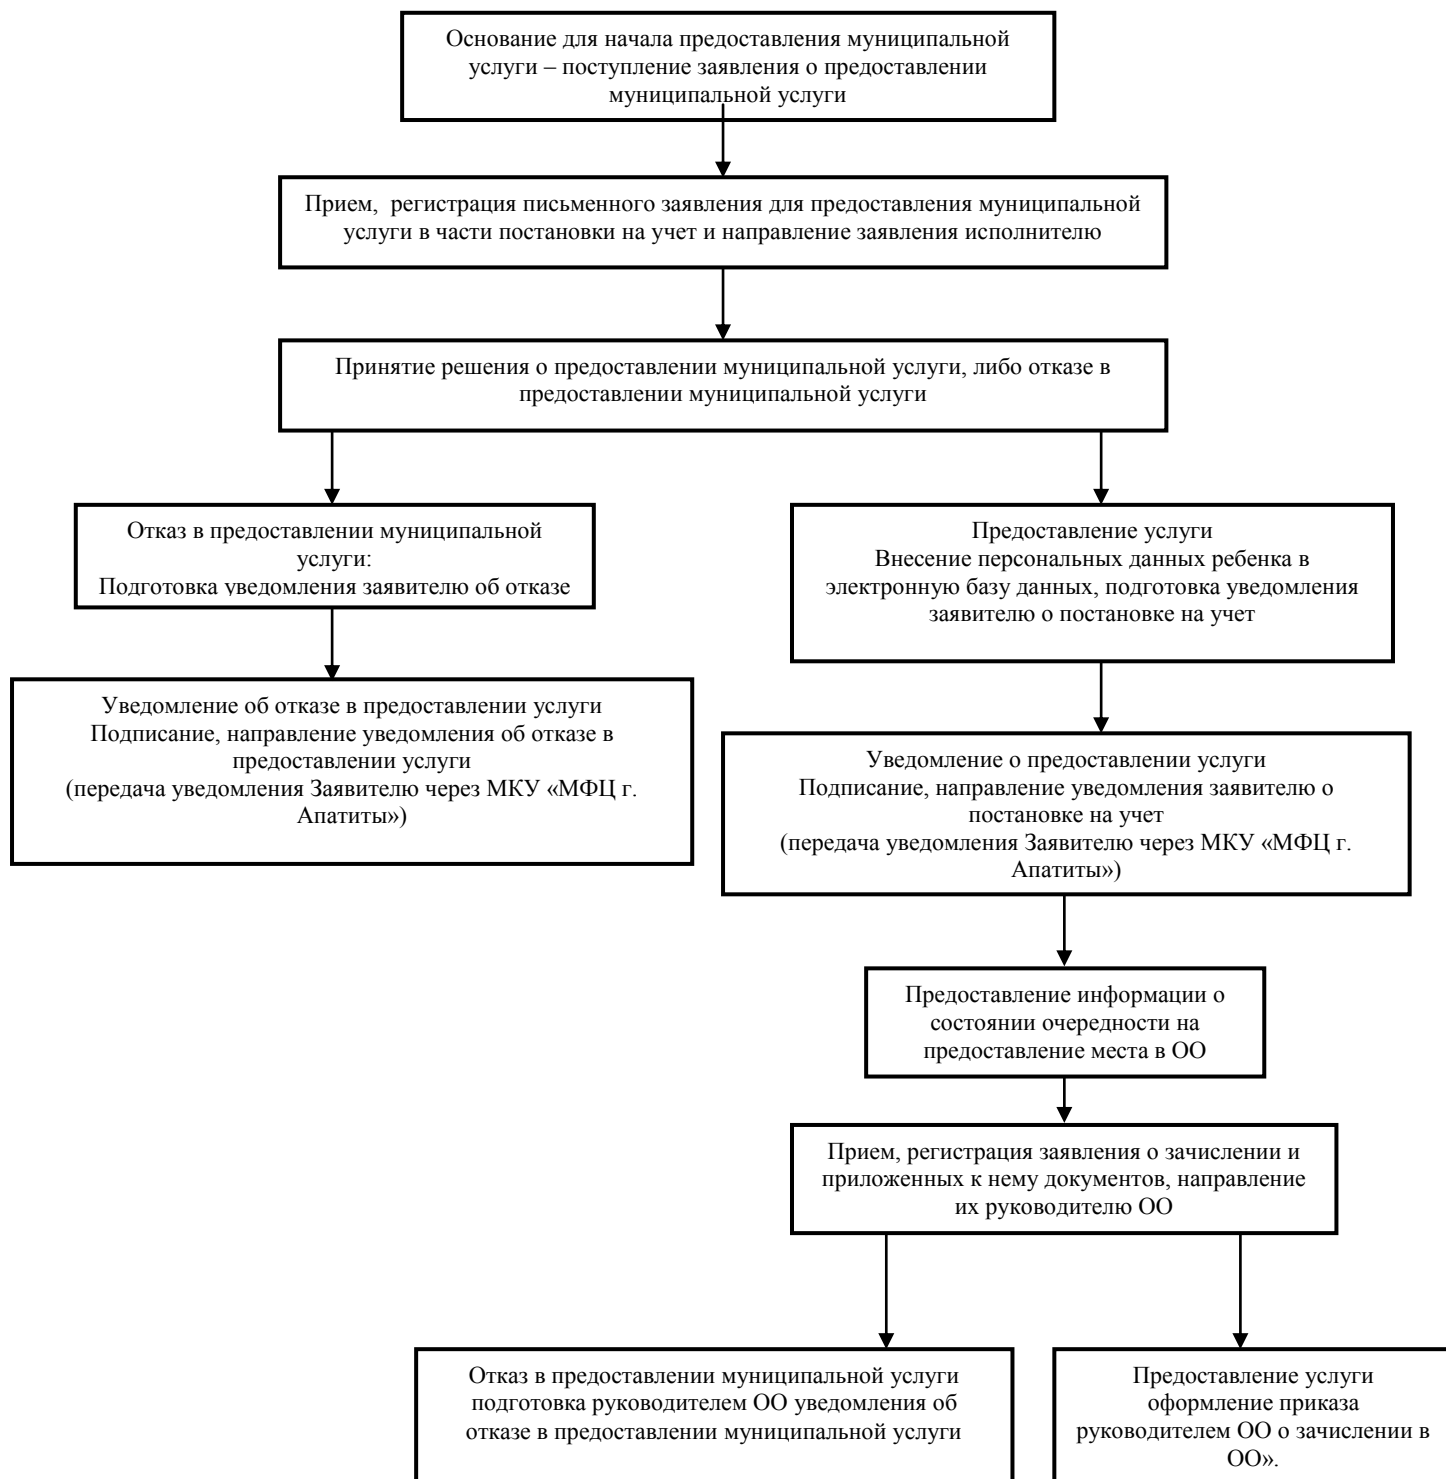 Основание для начала предоставления муниципальной
услуги – поступление заявления о предоставлении
муниципальной услуги
Прием,  регистрация письменного заявления для предоставления муниципальной
услуги в части постановки на учет и направление заявления исполнителю
Принятие решения о предоставлении муниципальной услуги, либо отказе в
предоставлении муниципальной услуги
Отказ в предоставлении муниципальной
услуги:
Подготовка уведомления заявителю об отказе
Предоставление услуги
Внесение персональных данных ребенка в
электронную базу данных, подготовка уведомления
заявителю о постановке на учет
Уведомление об отказе в предоставлении услуги
Подписание, направление уведомления об отказе в
предоставлении услуги
(передача уведомления Заявителю через МКУ «МФЦ г.
Апатиты»)
Уведомление о предоставлении услуги
Подписание, направление уведомления заявителю о
постановке на учет
(передача уведомления Заявителю через МКУ «МФЦ г.
Апатиты»)
Предоставление информации о
состоянии очередности на
предоставление места в ОО
Прием, регистрация заявления о зачислении и
приложенных к нему документов, направление
их руководителю ОО
Отказ в предоставлении муниципальной услуги
подготовка руководителем ОО уведомления об
отказе в предоставлении муниципальной услуги
Предоставление услуги
оформление приказа
руководителем ОО о зачислении в
ОО».